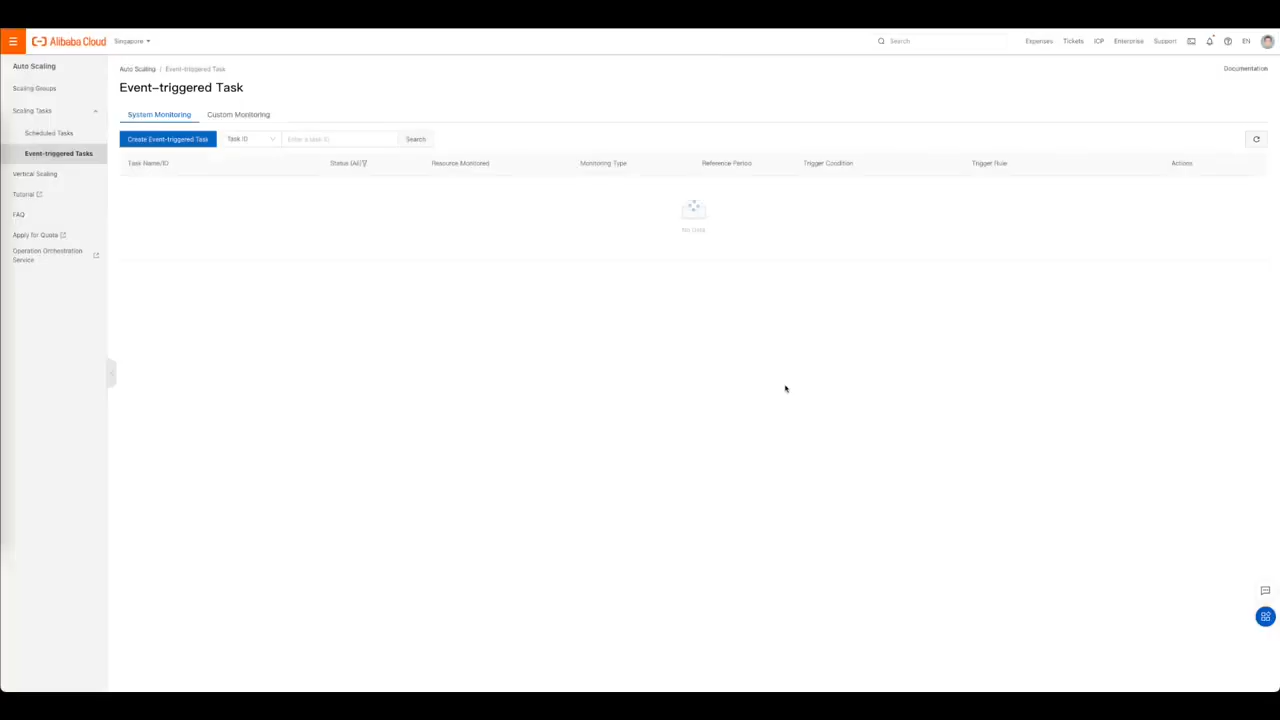 Alibaba Cloud
Singapore
Search
Expenses
Tickets
ICP
Enterprise
Support
EN
Auto Scaling
Scaling Groups
Scaling Tasks
Scheduled Tasks
Event-triggered Tasks
Vertical Scaling
Tutorial
FAQ
Apply for Quota
Operation Orchestration
Service
Auto Scaling / Event-triggered Task
Documentation
Event-triggered Task
System Monitoring
Custom Monitoring
Create Event-triggered Task
Task ID
Enter a task ID
Search
Task Name/ID
Status (All)
Resource Monitored
Monitoring Type
Reference Period
Trigger Condition
Trigger Rule
Actions
No data